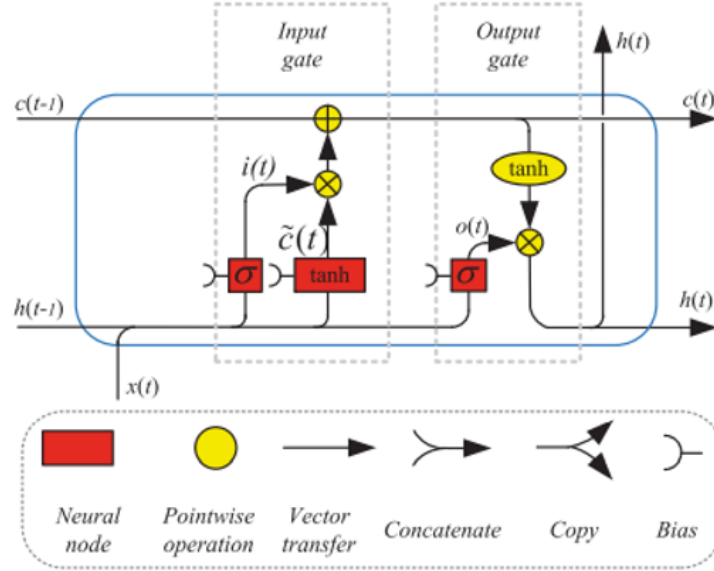 Input
gate
Output
gate
h(t)
c(t-1)
c(t)
i(t)
tanh
c̃(t)
o(t)
σ
tanh
σ
h(t-1)
h(t)
x(t)
Neural
node
Pointwise
operation
Vector
transfer
Concatenate
Copy
Bias